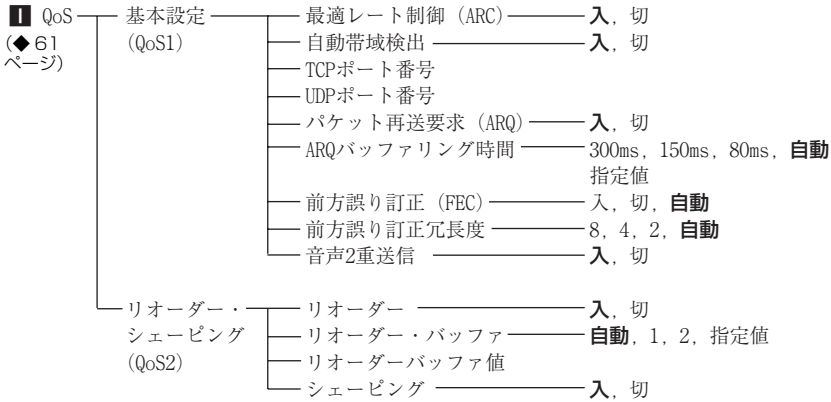 I QoS 基本設定 最適レート制御 (ARC) 入, 切
(◆61 (QoS1) 自動帯域検出 入, 切
ページ) TCPポート番号
UDPポート番号
パケット再送要求 (ARQ) 入, 切
ARQバッファリング時間 300ms, 150ms, 80ms, 自動
指定値
前方誤り訂正 (FEC) 入, 切, 自動
前方誤り訂正冗長度 8, 4, 2, 自動
音声2重送信 入, 切
リオーダー・ リオーダー 入, 切
シェーピング リオーダー・バッファ 自動, 1, 2, 指定値
(QoS2) リオーダーバッファ値
シェーピング 入, 切